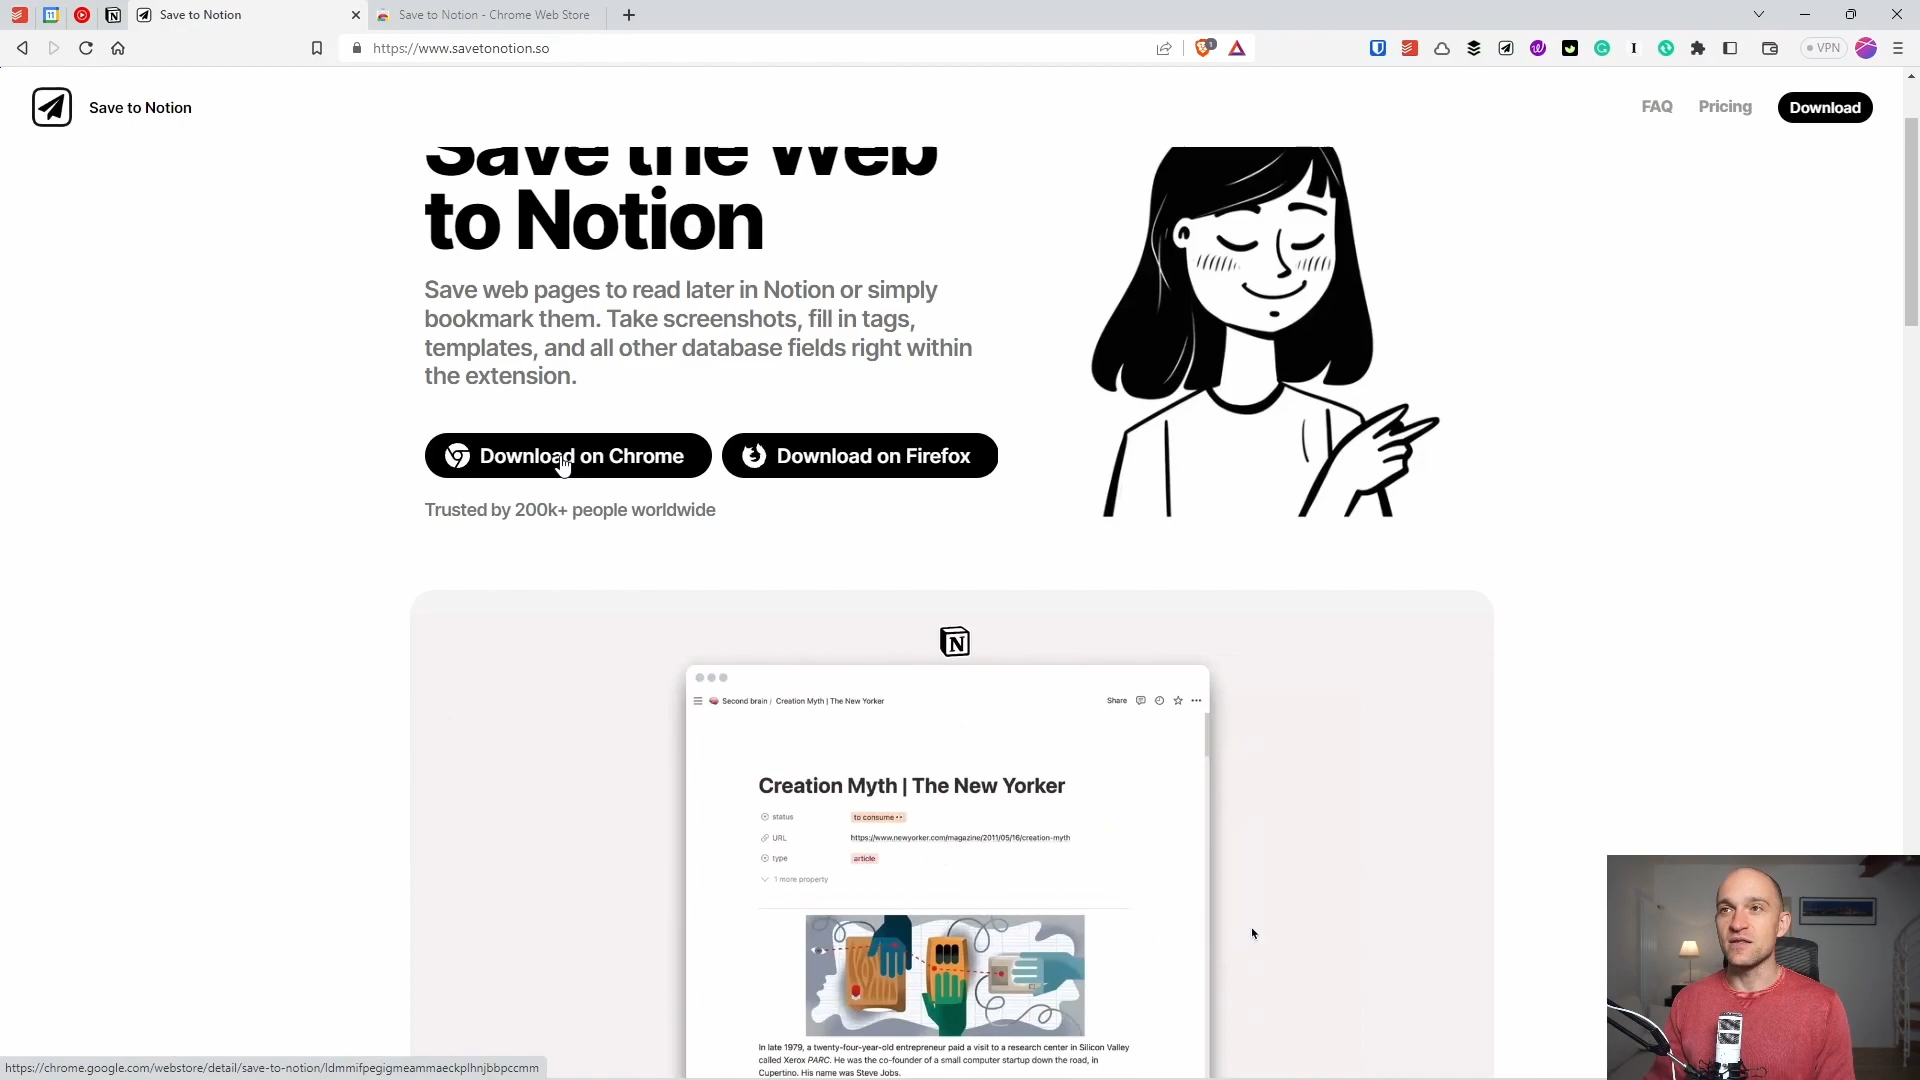 Save to Notion
Save to Notion - Chrome Web Store
https://www.savetonotion.so
1
VPN
Save to Notion
FAQ
Pricing
Download
Save the Web
to Notion
Save web pages to read later in Notion or simply
bookmark them. Take screenshots, fill in tags,
templates, and all other database fields right within
the extension.
Download on Chrome
Download on Firefox
Trusted by 200k+ people worldwide
Second brain / Creation Myth | The New Yorker
Share
Creation Myth | The New Yorker
status
to consume
URL
https://www.newyorker.com/magazine/2011/05/16/creation-myth
type
article
1 more property
In late 1979, a twenty-four-year-old entrepreneur paid a visit to a research center in Silicon Valley
called Xerox PARC. He was the co-founder of a small computer startup down the road, in
Cupertino. His name was Steve Jobs.
https://chrome.google.com/webstore/detail/save-to-notion/ldmmifpegigmeammaeckplhnjbbpccmm